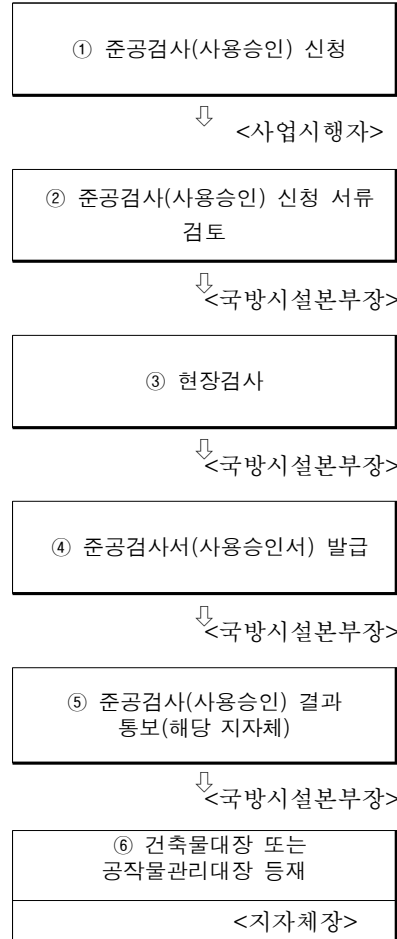 ① 준공검사(사용승인) 신청
⇩
<사업시행자>
② 준공검사(사용승인) 신청 서류
검토
⇩
<국방시설본부장>
③ 현장검사
⇩
<국방시설본부장>
④ 준공검사서(사용승인서) 발급
⇩
<국방시설본부장>
⑤ 준공검사(사용승인) 결과
통보(해당 지자체)
⇩
<국방시설본부장>
⑥ 건축물대장 또는
공작물관리대장 등재
<지자체장>